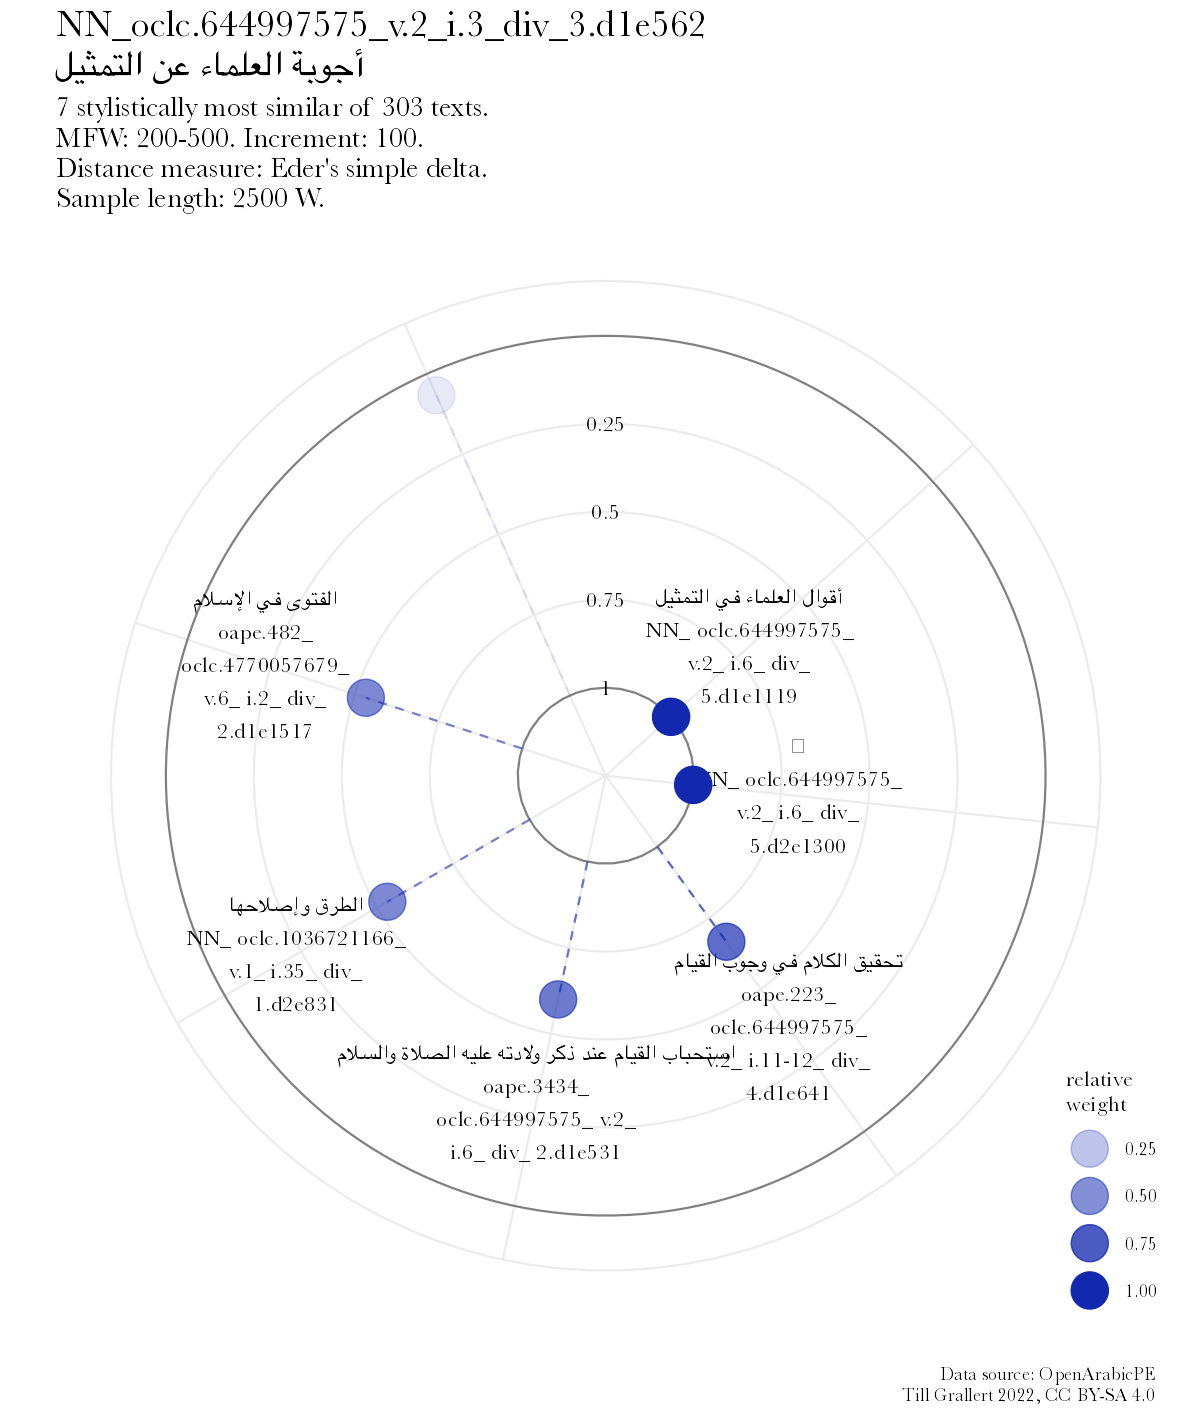 NN_oclc.644997575_v.2_i.3_div_3.d1e562
أجوبة العلماء عن التمثيل
7 stylistically most similar of 303 texts.
MFW: 200-500. Increment: 100.
Distance measure: Eder's simple delta.
Sample length: 2500 W.
0.25
0.5
0.75
1
أقوال العلماء في التمثيل
NN_ oclc.644997575_
v.2_ i.6_ div_
5.d1e1119
الفتوى في الإسلام
oape.482_
oclc.4770057679_
v.6_ i.2_ div_
2.d1e1517
NN_ oclc.644997575_
v.2_ i.6_ div_
5.d2e1300
الطرق وإصلاحها
NN_ oclc.1036721166_
v.1_ i.35_ div_
1.d2e831
تحقيق الكلام في وجوب القيام
oape.223_
oclc.644997575_
v.2_ i.11-12_ div_
4.d1e641
استحباب القيام عند ذكر ولادته عليه الصلاة والسلام
oape.3434_
oclc.644997575_ v.2_
i.6_ div_ 2.d1e531
relative
weight
0.25
0.50
0.75
1.00
Data source: OpenArabicPE
Till Grallert 2022, CC BY-SA 4.0